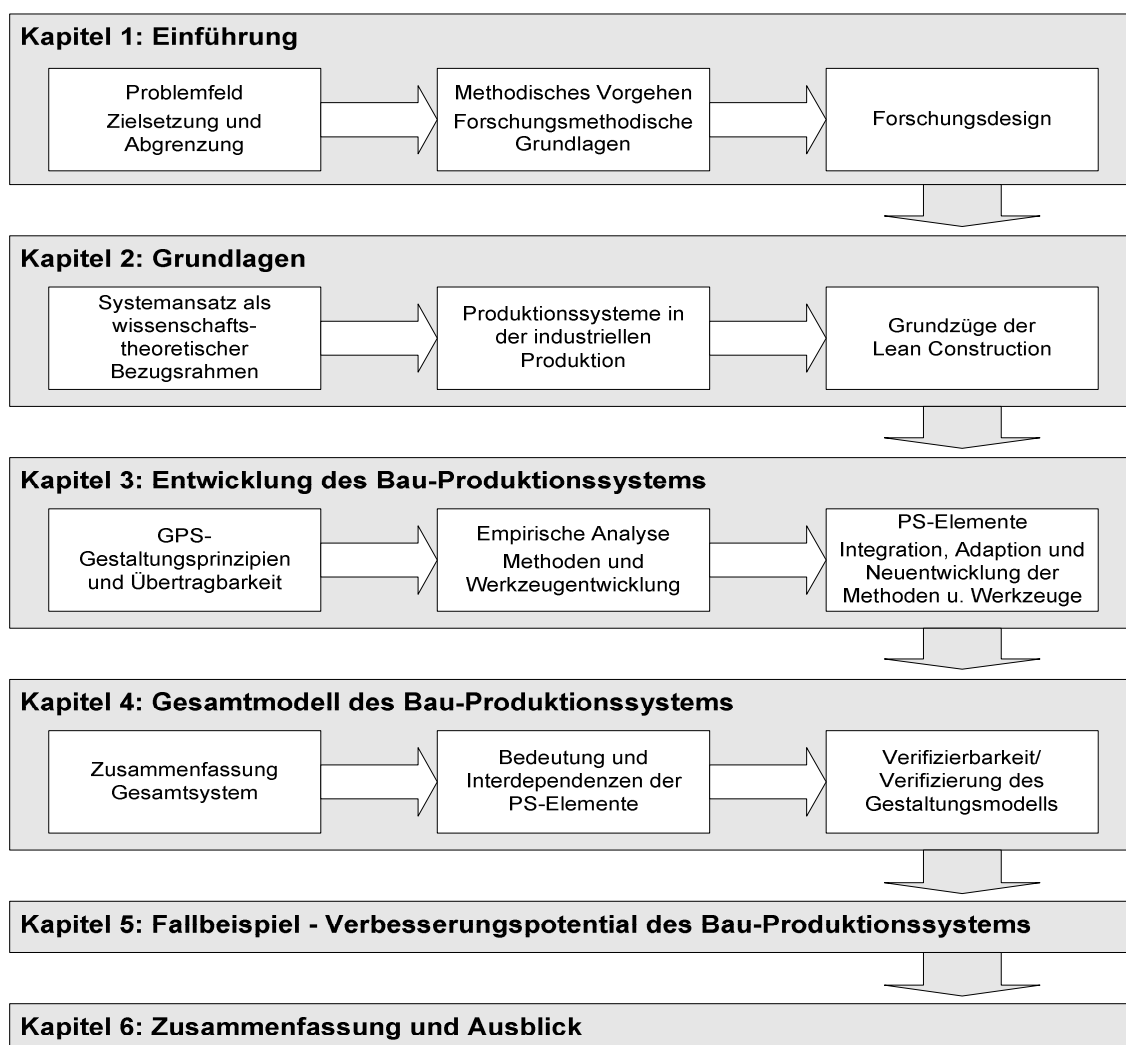 Kapitel 1: Einführung
Problemfeld
Zielsetzung und
Abgrenzung
Methodisches Vorgehen
Forschungsmethodische
Grundlagen
Forschungsdesign
Kapitel 2: Grundlagen
Systemansatz als
wissenschafts-
theoretischer
Bezugsrahmen
Produktionssysteme in
der industriellen
Produktion
Grundzüge der
Lean Construction
Kapitel 3: Entwicklung des Bau-Produktionssystems
GPS-
Gestaltungsprinzipien
und Übertragbarkeit
Empirische Analyse
Methoden und
Werkzeugentwicklung
PS-Elemente
Integration, Adaption und
Neuentwicklung der
Methoden u. Werkzeuge
Kapitel 4: Gesamtmodell des Bau-Produktionssystems
Zusammenfassung
Gesamtsystem
Bedeutung und
Interdependenzen der
PS-Elemente
Verifizierbarkeit/
Verifizierung des
Gestaltungsmodells
Kapitel 5: Fallbeispiel - Verbesserungspotential des Bau-Produktionssystems
Kapitel 6: Zusammenfassung und Ausblick